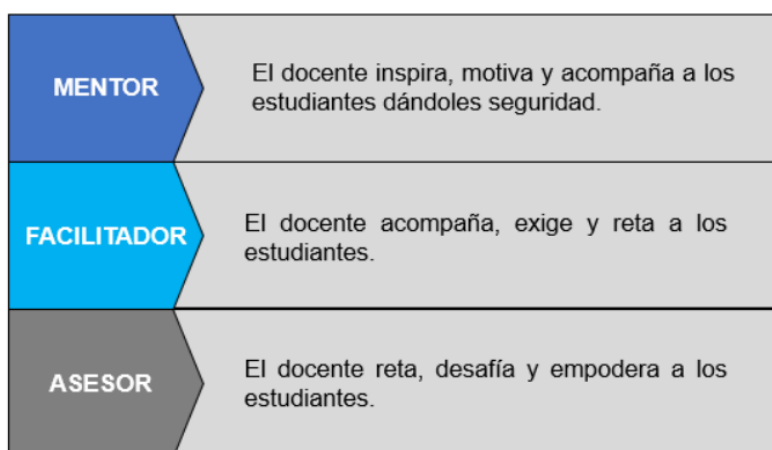 MENTOR
El docente inspira, motiva y acompaña a los
estudiantes dándoles seguridad.
FACILITADOR
El docente acompaña, exige y reta a los
estudiantes.
ASESOR
El docente reta, desafía y empodera a los
estudiantes.